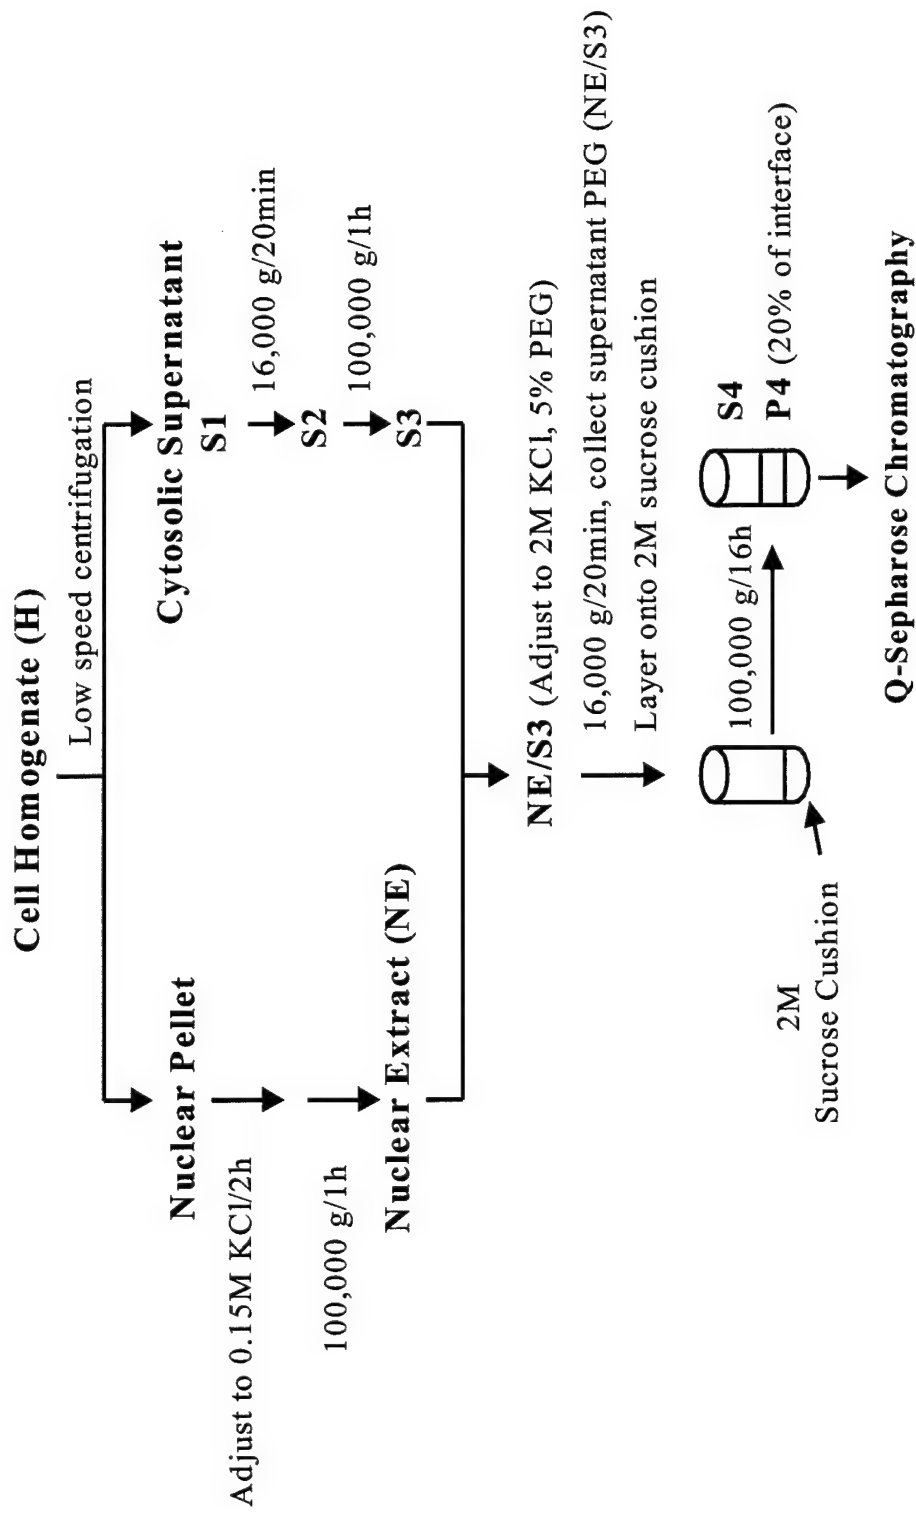 Cell Homogenate (H)
Low speed centrifugation
Nuclear Pellet
Adjust to 0.15M KCl/2h
100,000 g/1h
Nuclear Extract (NE)
Cytosolic Supernatant
S1
16,000 g/20min
S2
100,000 g/1h
S3
NE/S3 (Adjust to 2M KCl, 5% PEG)
16,000 g/20min, collect supernatant PEG (NE/S3)
Layer onto 2M sucrose cushion
2M
Sucrose Cushion
100,000 g/16h
S4
P4 (20% of interface)
Q-Sepharose Chromatography